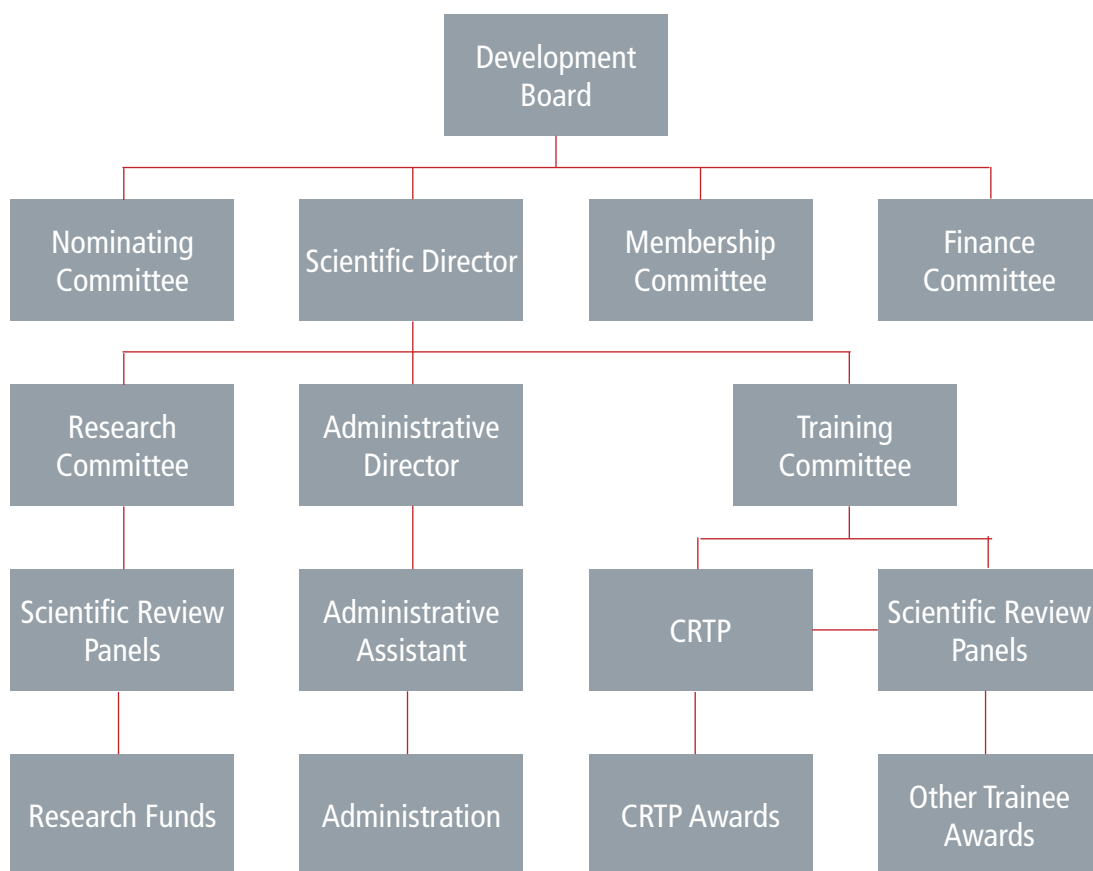 Development
Board
Nominating
Committee
Scientific Director
Membership
Committee
Finance
Committee
Research
Committee
Administrative
Director
Training
Committee
Scientific Review
Panels
Administrative
Assistant
CRTP
Scientific Review
Panels
Research Funds
Administration
CRTP Awards
Other Trainee
Awards